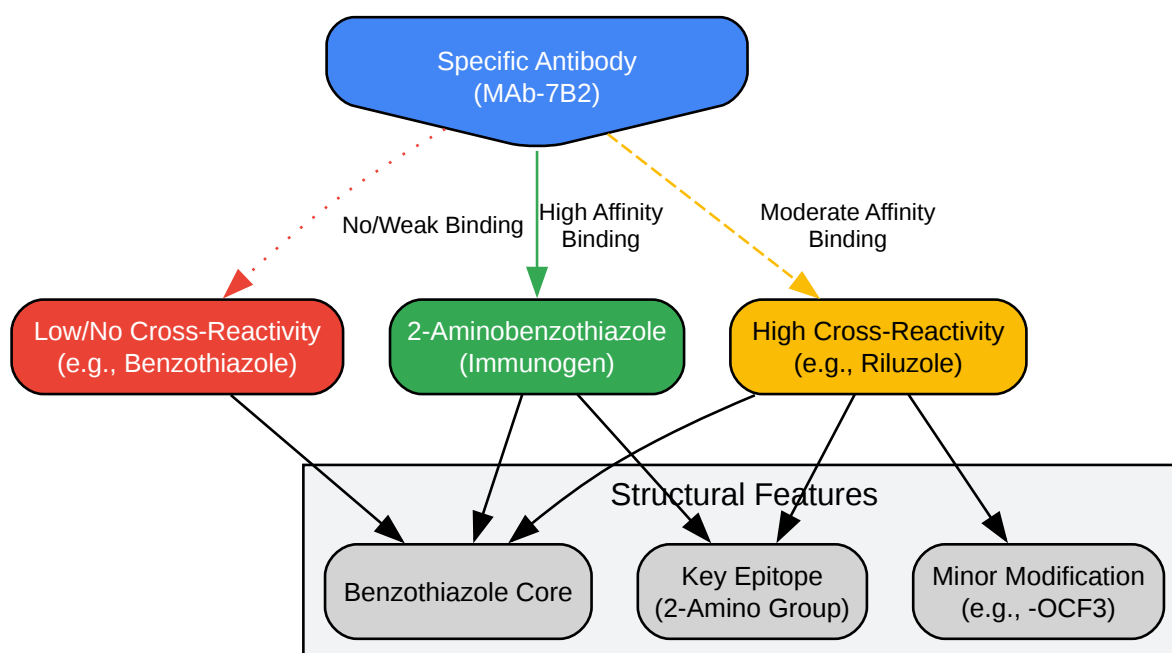 Specific Antibody
(MAb-7B2)
No/Weak Binding
High Affinity
Binding
Moderate Affinity
Binding
Low/No Cross-Reactivity
(e.g., Benzothiazole)
2-Aminobenzothiazole
(Immunogen)
High Cross-Reactivity
(e.g., Riluzole)
Structural Features
Benzothiazole Core
Key Epitope
(2-Amino Group)
Minor Modification
(e.g., -OCF3)